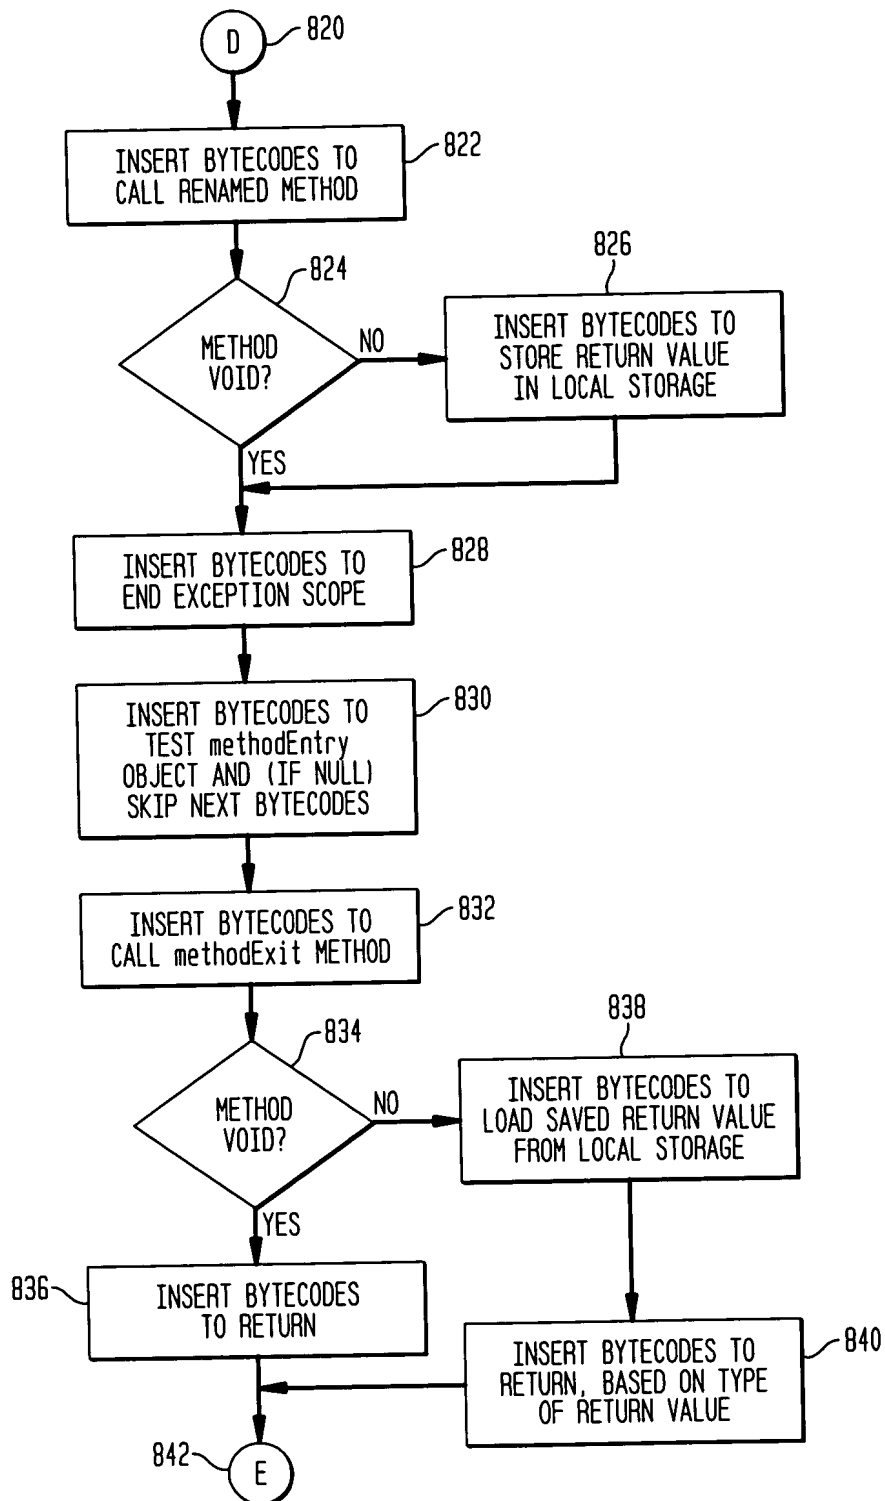 D
820
INSERT BYTECODES TO
CALL RENAMED METHOD
822
824
METHOD
VOID?
NO
YES
826
INSERT BYTECODES TO
STORE RETURN VALUE
IN LOCAL STORAGE
INSERT BYTECODES TO
END EXCEPTION SCOPE
828
INSERT BYTECODES TO
TEST methodEntry
OBJECT AND (IF NULL)
SKIP NEXT BYTECODES
830
INSERT BYTECODES TO
CALL methodExit METHOD
832
834
METHOD
VOID?
NO
YES
838
INSERT BYTECODES TO
LOAD SAVED RETURN VALUE
FROM LOCAL STORAGE
836
INSERT BYTECODES
TO RETURN
INSERT BYTECODES TO
RETURN, BASED ON TYPE
OF RETURN VALUE
840
842
E